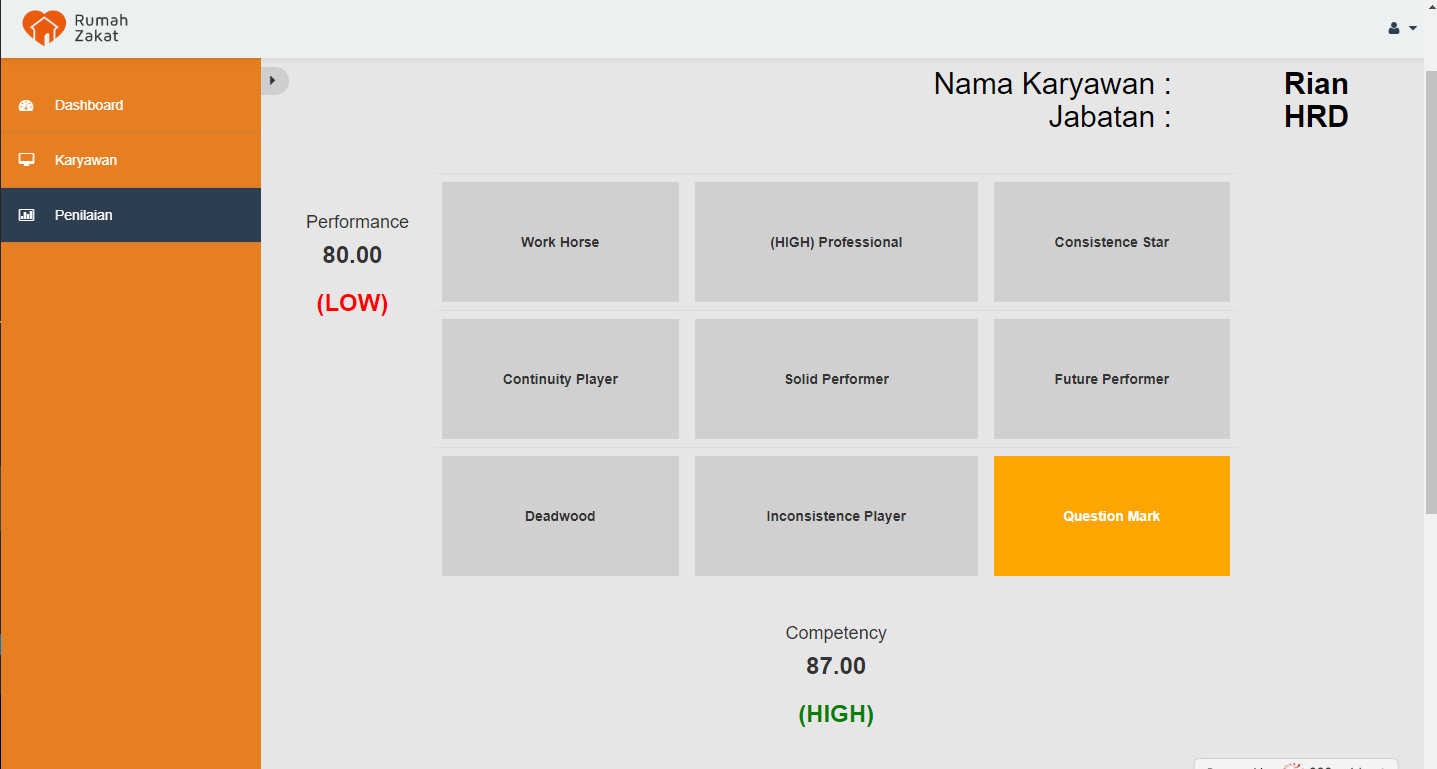 Rumah
Zakat
Dashboard
Karyawan
Penilaian
Nama Karyawan : Rian
Jabatan : HRD
Performance
80.00
(LOW)
Work Horse
(HIGH) Professional
Consistence Star
Continuity Player
Solid Performer
Future Performer
Deadwood
Inconsistence Player
Question Mark
Competency
87.00
(HIGH)